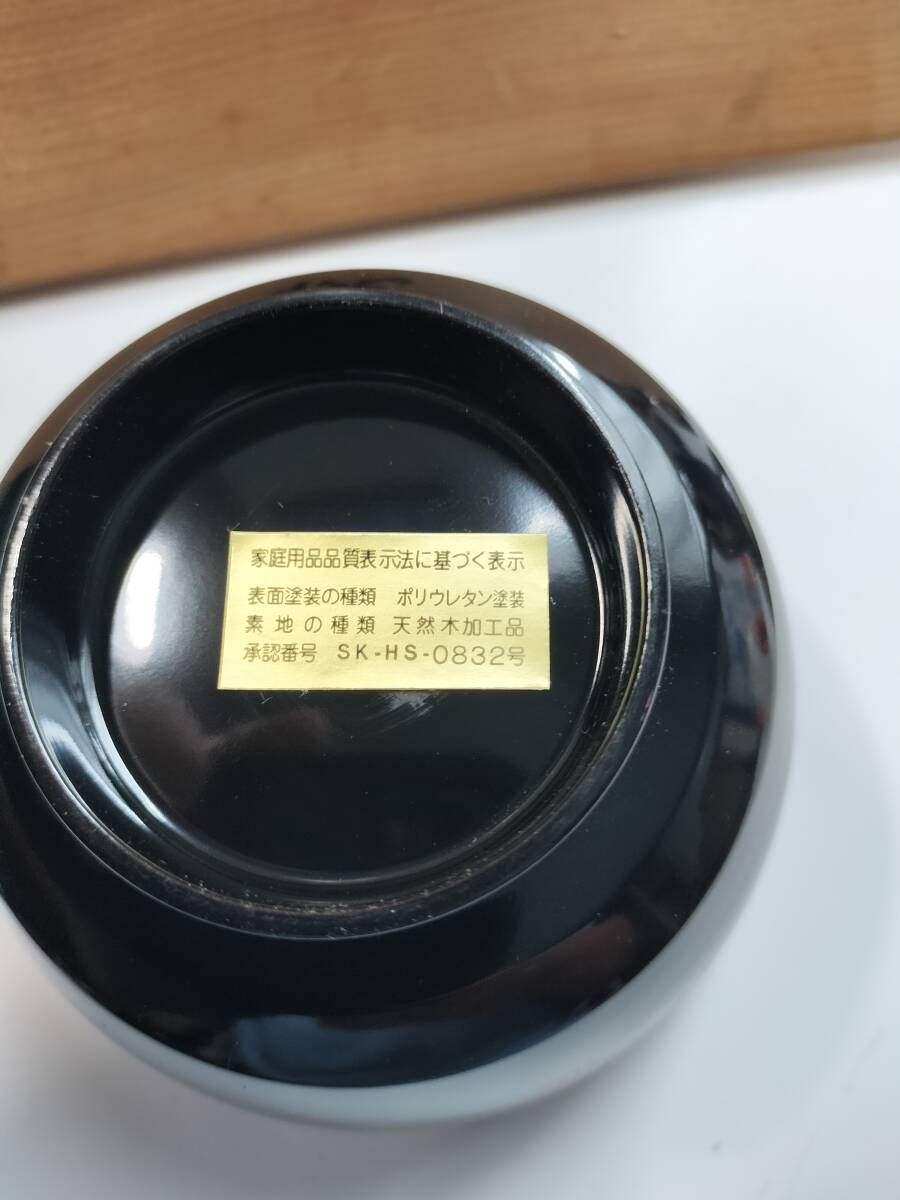 家庭用品品質表示法に基づく表示
表面塗装の種類 ポリウレタン塗装
素地の種類 天然木加工品
承認番号 SK-HS-0832号